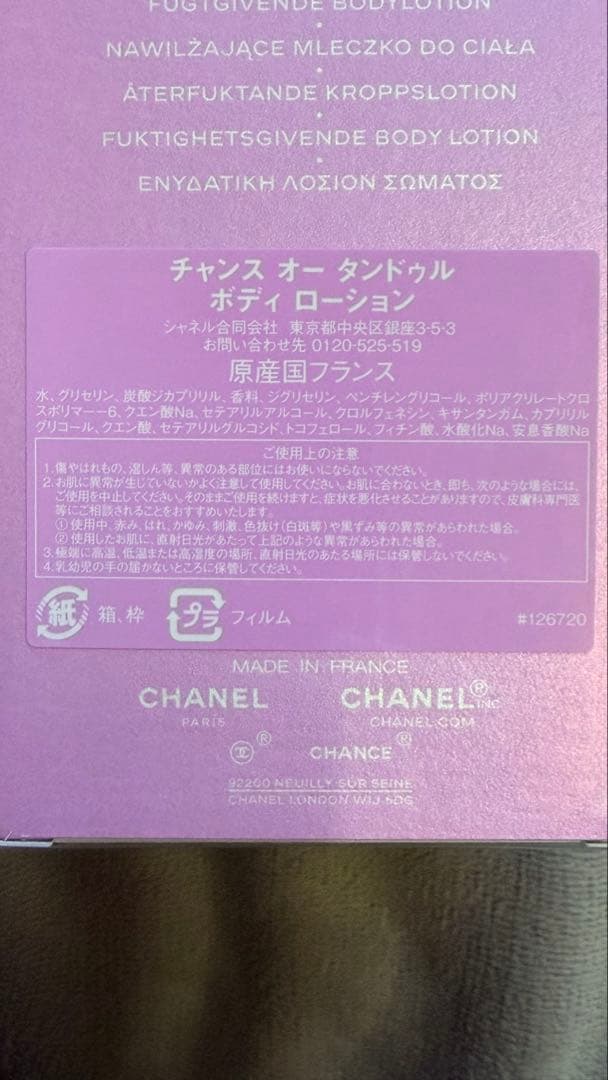 FUGTGIVENDE BODYLOTION
NAWILŻAJĄCE MLECZKO DO CIAŁA
ÅTERFUKTANDE KROPPSLOTION
FUKTIGHETSGIVENDE BODY LOTION
ΕΝΥΔΑΤΙΚΗ ΛΟΣΙΟΝ ΣΩΜΑΤΟΣ
チャンス オー タンドゥル
ボディ ローション
シャネル合同会社 東京都中央区銀座3-5-3
お問い合わせ先 0120-525-519
原産国フランス
水、グリセリン、炭酸ジカプリリル、香料、ジグリセリン、ペンチレングリコール、ポリアクリレートクロ
スポリマー－6、クエン酸Na、セテアリルアルコール、クロルフェネシン、キサンタンガム、カプリリル
グリコール、クエン酸、セテアリルグルコシド、トコフェロール、フィチン酸、水酸化Na、安息香酸Na
ご使用上の注意
1.傷やはれもの、湿しん等、異常のある部位にはお使いにならないでください。
2.お肌に異常が生じていないかよく注意して使用してください。お肌に合わないとき、即ち、次のような場合には、
ご使用を中止してください。そのままご使用を続けますと、症状を悪化させることがありますので、皮膚科専門医
等にご相談されることをおすすめいたします。
①使用中、赤み、はれ、かゆみ、刺激、色抜け(白斑等)や黒ずみ等の異常があらわれた場合。
②使用したお肌に、直射日光があたって上記のような異常があらわれた場合。
3.極端に高温、低温または高湿度の場所、直射日光のあたる場所には保管しないでください。
4.乳幼児の手の届かないところに保管してください。
紙 箱、枠 プラ フィルム #126720
MADE IN FRANCE
CHANEL CHANEL® INC
PARIS CHANEL.COM
® CHANCE ®
92200 NEUILLY SUR SEINE
CHANEL LONDON W1J 6DG